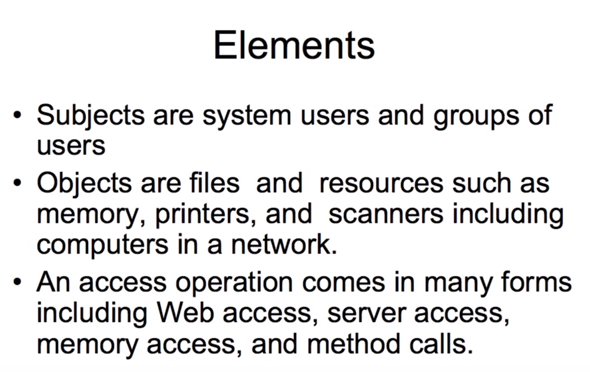 Elements
• Subjects are system users and groups of
users
• Objects are files and resources such as
memory, printers, and scanners including
computers in a network.
• An access operation comes in many forms
including Web access, server access,
memory access, and method calls.